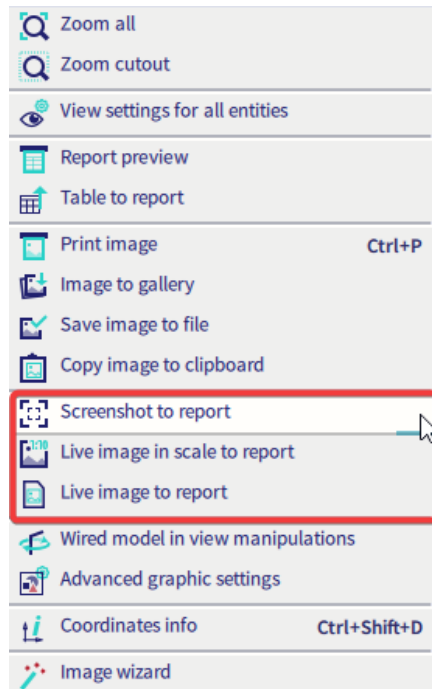 Zoom all
Zoom cutout
View settings for all entities
Report preview
Table to report
Print image Ctrl+P
Image to gallery
Save image to file
Copy image to clipboard
Screenshot to report
1:10
Live image in scale to report
Live image to report
Wired model in view manipulations
Advanced graphic settings
Coordinates info Ctrl+Shift+D
Image wizard